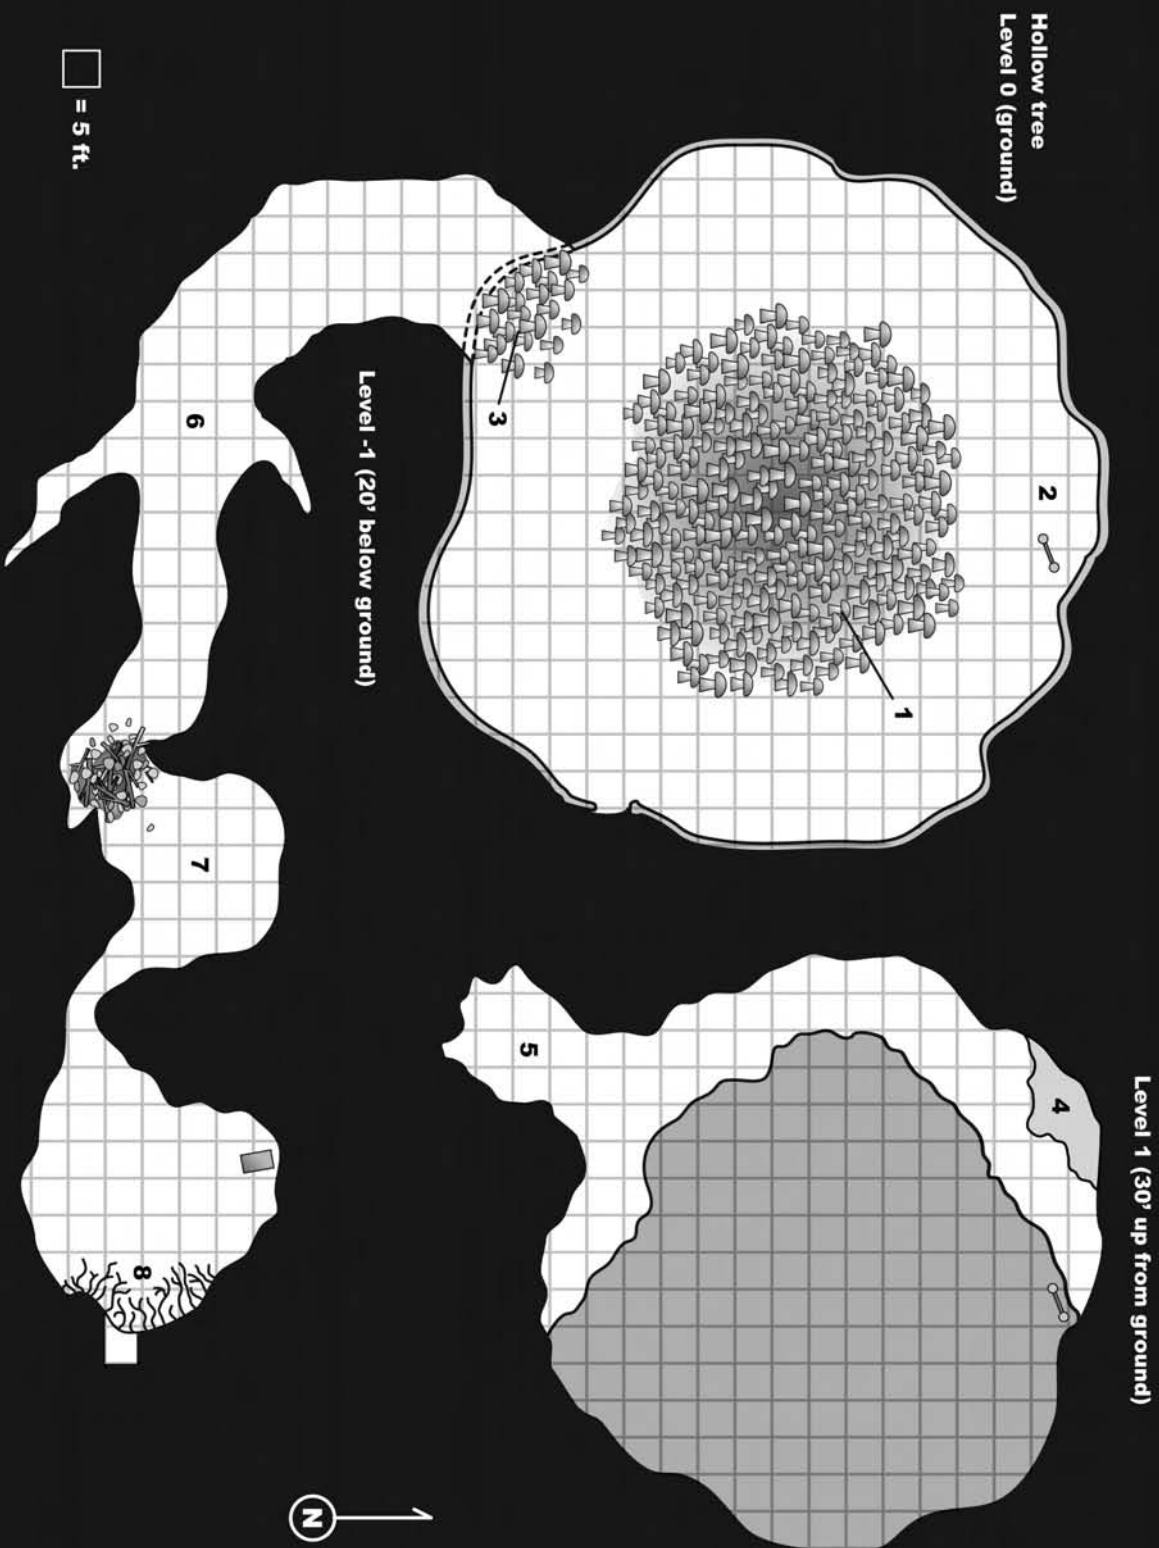 Hollow tree
Level 0 (ground)
Level 1 (30' up from ground)
2
4
1
3
5
Level -1 (20' below ground)
6
7
8
= 5 ft.
N